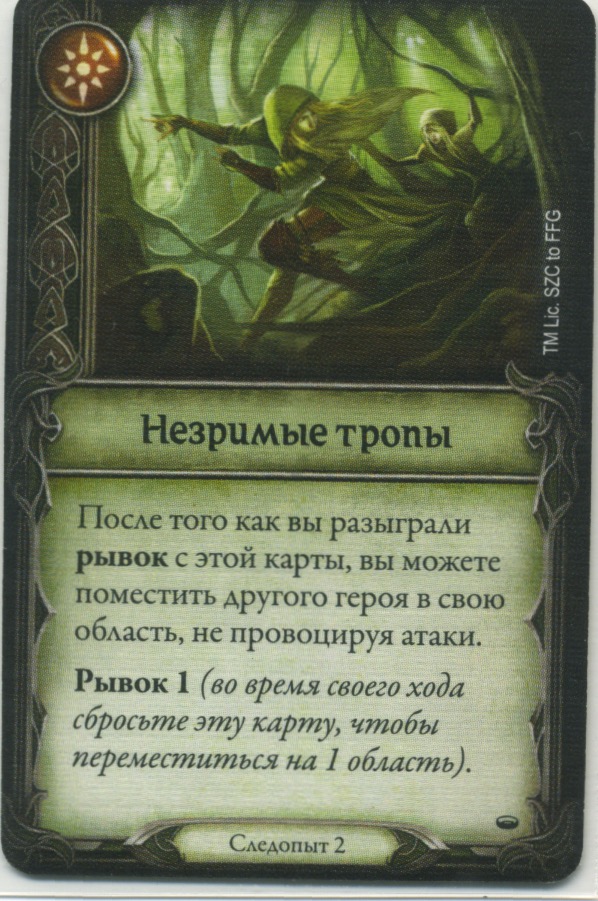 TM Lic. SZC to FFG
Незримые тропы
После того как вы разыграли
рывок с этой карты, вы можете
поместить другого героя в свою
область, не провоцируя атаки.
Рывок 1 (во время своего хода
сбросьте эту карту, чтобы
переместиться на 1 область).
Следопыт 2